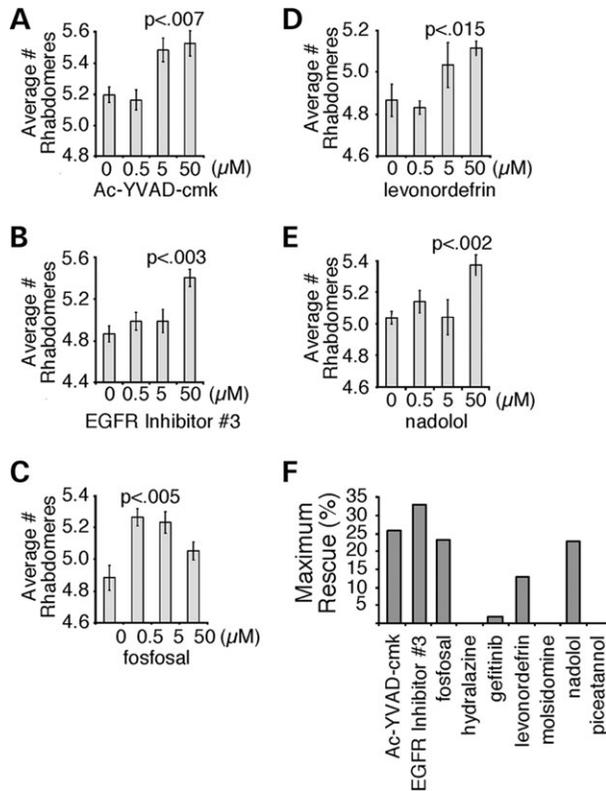 A
p<.007
Average #
Rhabdomeres
5.6
5.4
5.2
5.0
4.8
0 0.5 5 50 (µM)
Ac-YVAD-cmk
B
p<.003
Average #
Rhabdomeres
5.6
5.2
4.8
4.4
0 0.5 5 50 (µM)
EGFR Inhibitor #3
C
p<.005
Average #
Rhabdomeres
5.4
5.2
5.0
4.8
4.6
0 0.5 5 50 (µM)
fosfosal
D
p<.015
Average #
Rhabdomeres
5.2
5.0
4.8
4.6
0 0.5 5 50 (µM)
levonordefrin
E
p<.002
Average #
Rhabdomeres
5.4
5.2
5.0
4.8
4.6
0 0.5 5 50 (µM)
nadolol
F
Maximum
Rescue (%)
35
30
25
20
15
10
5
Ac-YVAD-cmk
EGFR Inhibitor #3
fosfosal
hydralazine
gefitinib
levonordefrin
molsidomine
nadolol
piceatannol